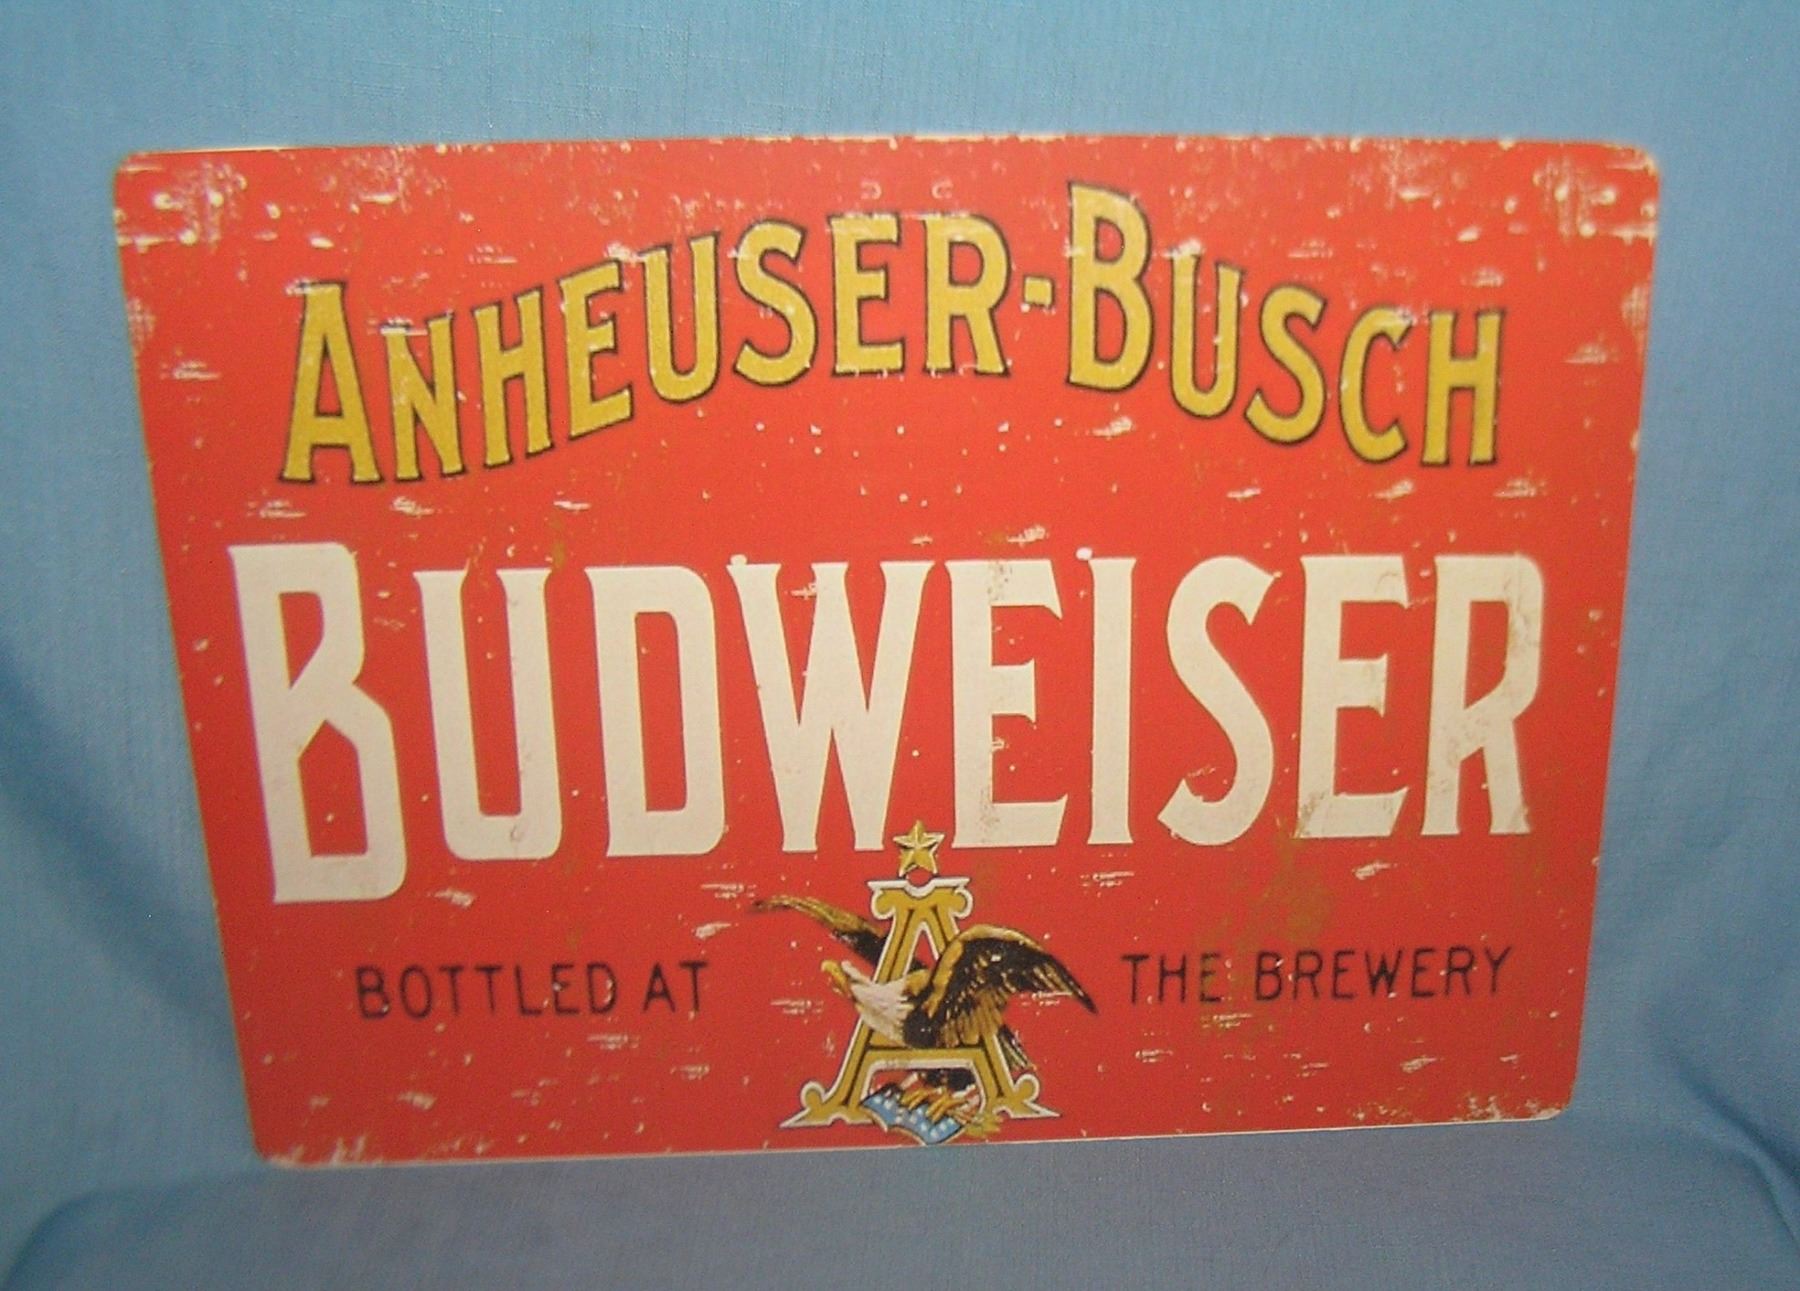 ANHEUSER-BUSCH
BUDWEISER
A
BOTTLED AT THE BREWERY